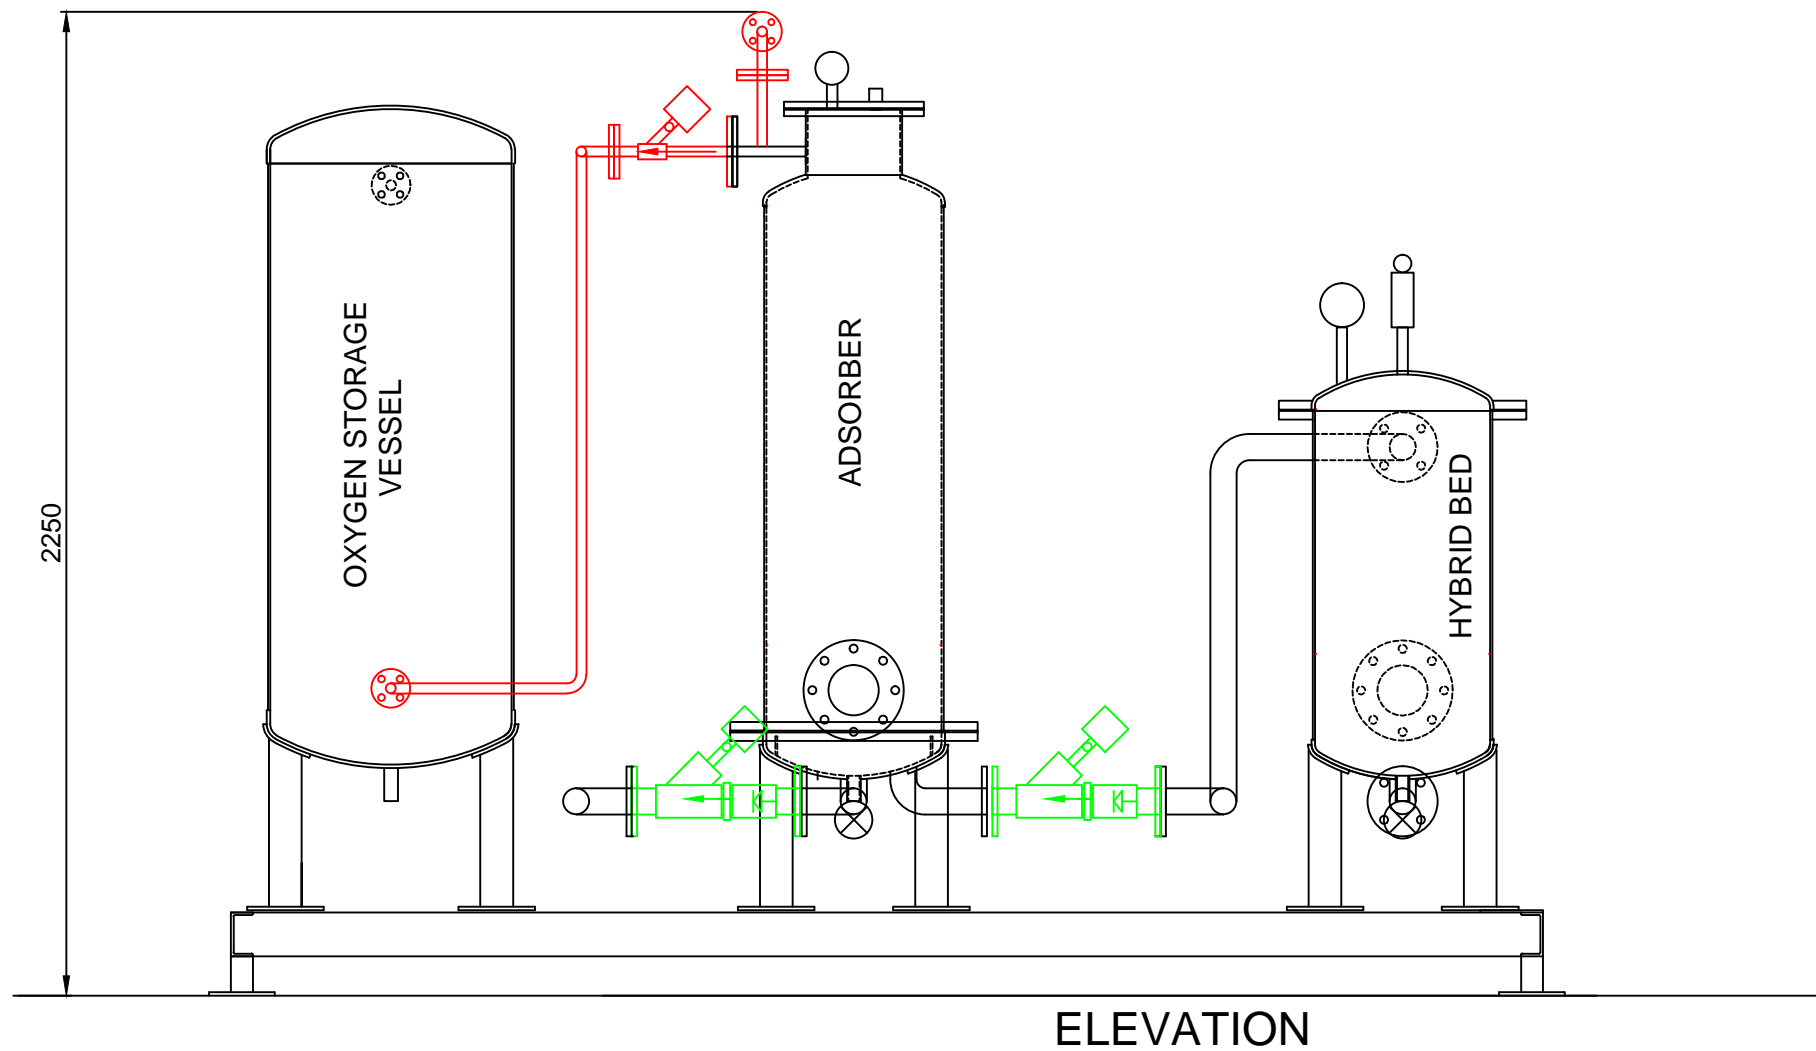 2250
OXYGEN STORAGE
VESSEL
ADSORBER
HYBRID BED
ELEVATION